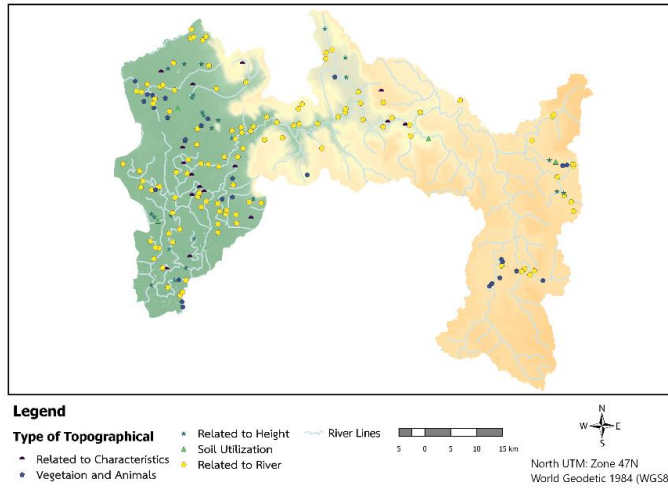 Legend
Type of Topographical
Related to Characteristics
Vegetaion and Animals
Related to Height
Soil Utilization
Related to River
River Lines
5 0 5 10 15 km
N
W E
S
North UTM: Zone 47N
World Geodetic 1984 (WGS8